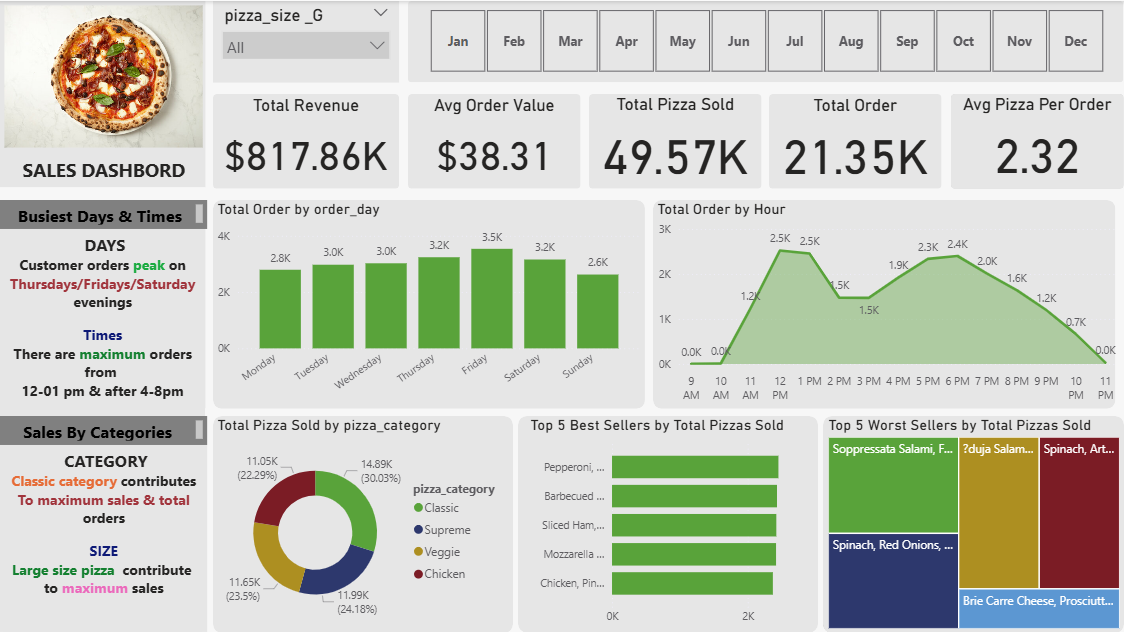 pizza_size _G
All
Jan
Feb
Mar
Apr
May
Jun
Jul
Aug
Sep
Oct
Nov
Dec
SALES DASHBORD
Total Revenue
$817.86K
Avg Order Value
$38.31
Total Pizza Sold
49.57K
Total Order
21.35K
Avg Pizza Per Order
2.32
Busiest Days & Times
DAYS
Customer orders peak on
Thursdays/Fridays/Saturday
evenings
Times
There are maximum orders
from
12-01 pm & after 4-8pm
Total Order by order_day
4K
2K
0K
2.8K
3.0K
3.0K
3.2K
3.5K
3.2K
2.6K
Monday
Tuesday
Wednesday
Thursday
Friday
Saturday
Sunday
Total Order by Hour
3K
2K
1K
0K
0.0K
0.0K
1.2K
2.5K
2.5K
1.5K
1.5K
1.9K
2.3K
2.4K
2.0K
1.6K
1.2K
0.7K
0.0K
9 AM
10 AM
11 AM
12 PM
1 PM
2 PM
3 PM
4 PM
5 PM
6 PM
7 PM
8 PM
9 PM
10 PM
11 PM
Sales By Categories
CATEGORY
Classic category contributes
To maximum sales & total
orders
SIZE
Large size pizza contribute
to maximum sales
Total Pizza Sold by pizza_category
11.05K
(22.29%)
14.89K
(30.03%)
11.65K
(23.5%)
11.99K
(24.18%)
pizza_category
Classic
Supreme
Veggie
Chicken
Top 5 Best Sellers by Total Pizzas Sold
Pepperoni, ...
Barbecued ...
Sliced Ham,...
Mozzarella ...
Chicken, Pin...
0K
2K
Top 5 Worst Sellers by Total Pizzas Sold
Soppressata Salami, F...
?duja Salam...
Spinach, Art...
Spinach, Red Onions, ...
Brie Carre Cheese, Prosciutt...